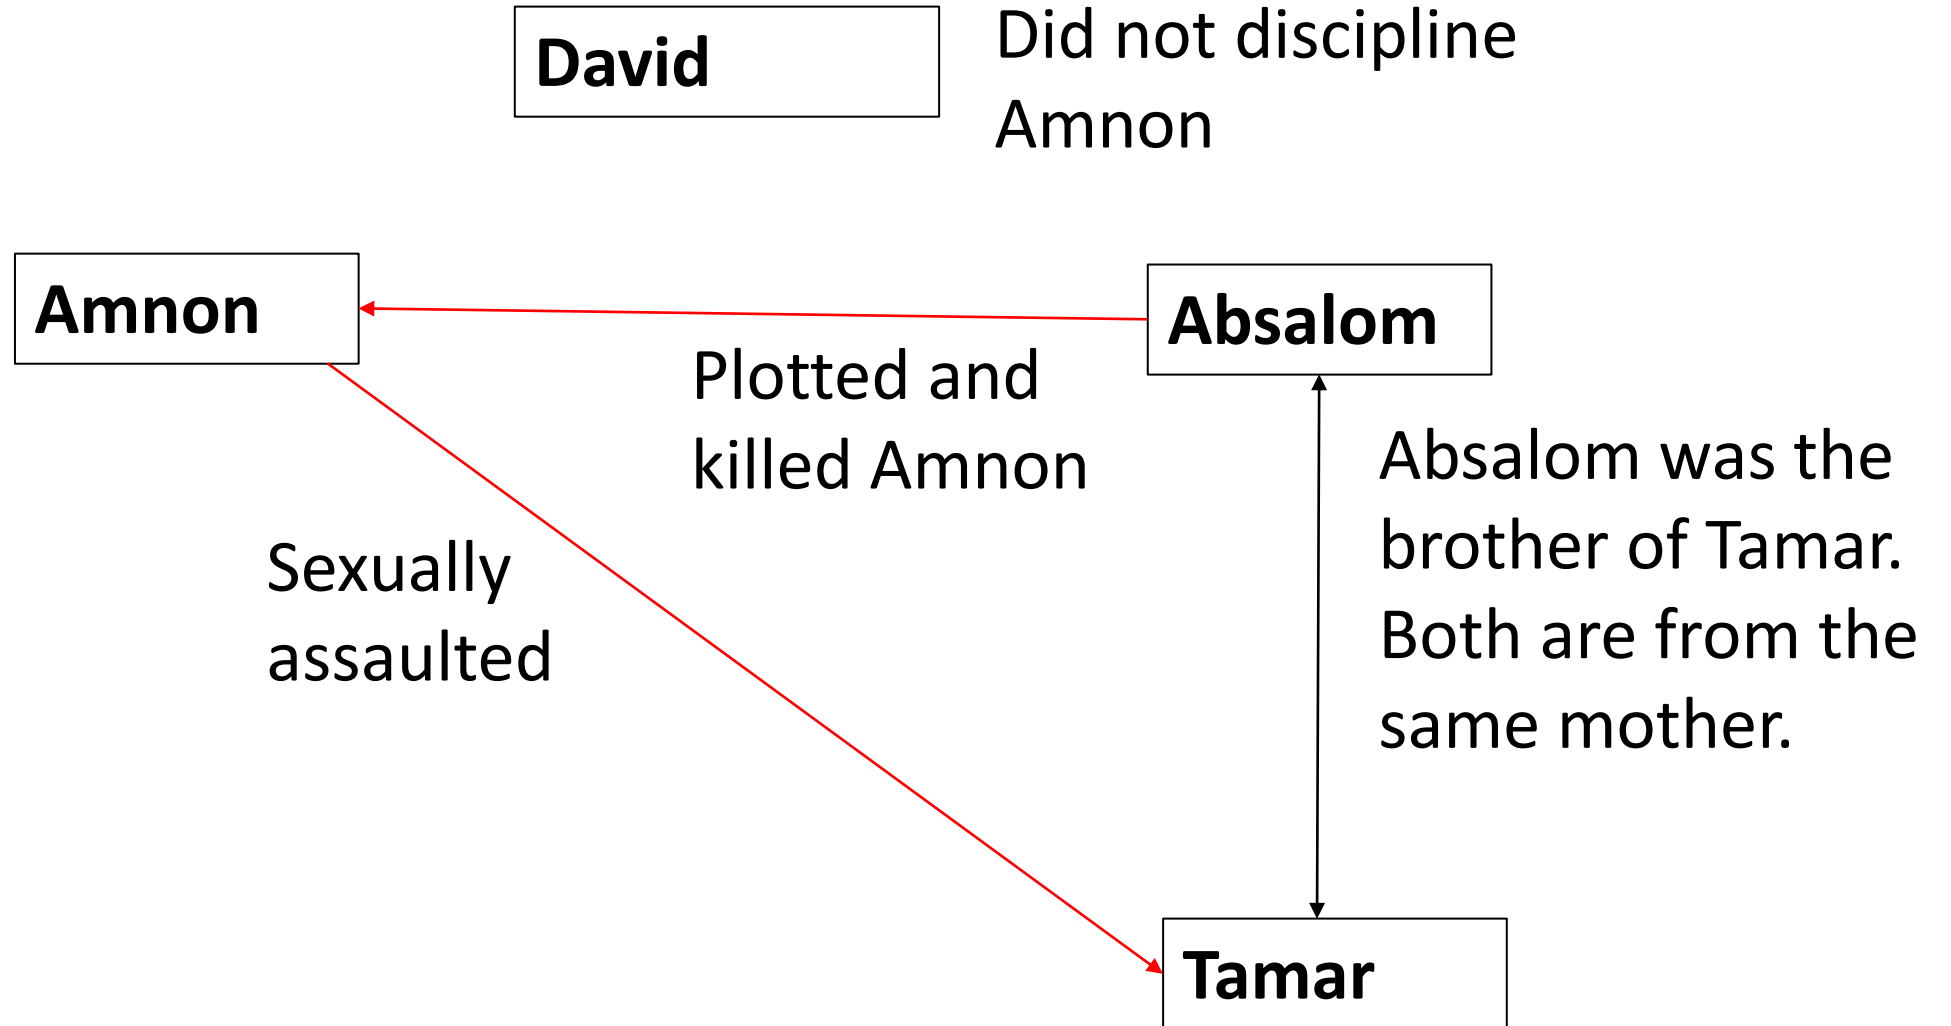 David
Did not discipline
Amnon
Amnon
Absalom
Plotted and
killed Amnon
Absalom was the
brother of Tamar.
Both are from the
same mother.
Sexually
assaulted
Tamar